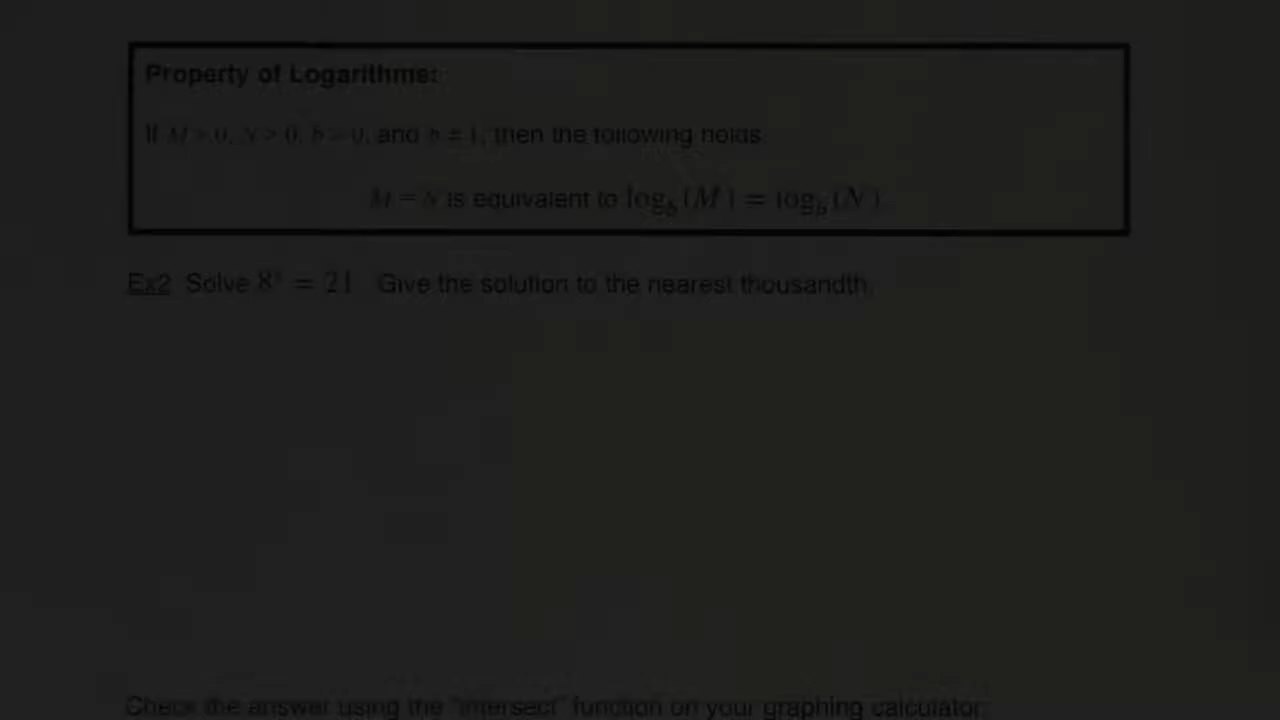 Property of Logarithms:
If M > 0, N > 0, b > 0, and b ≠ 1, then the following holds.
M = N is equivalent to log_b(M) = log_b(N).
Ex2 Solve 8ˣ = 21. Give the solution to the nearest thousandth.
Check the answer using the "intersect" function on your graphing calculator.